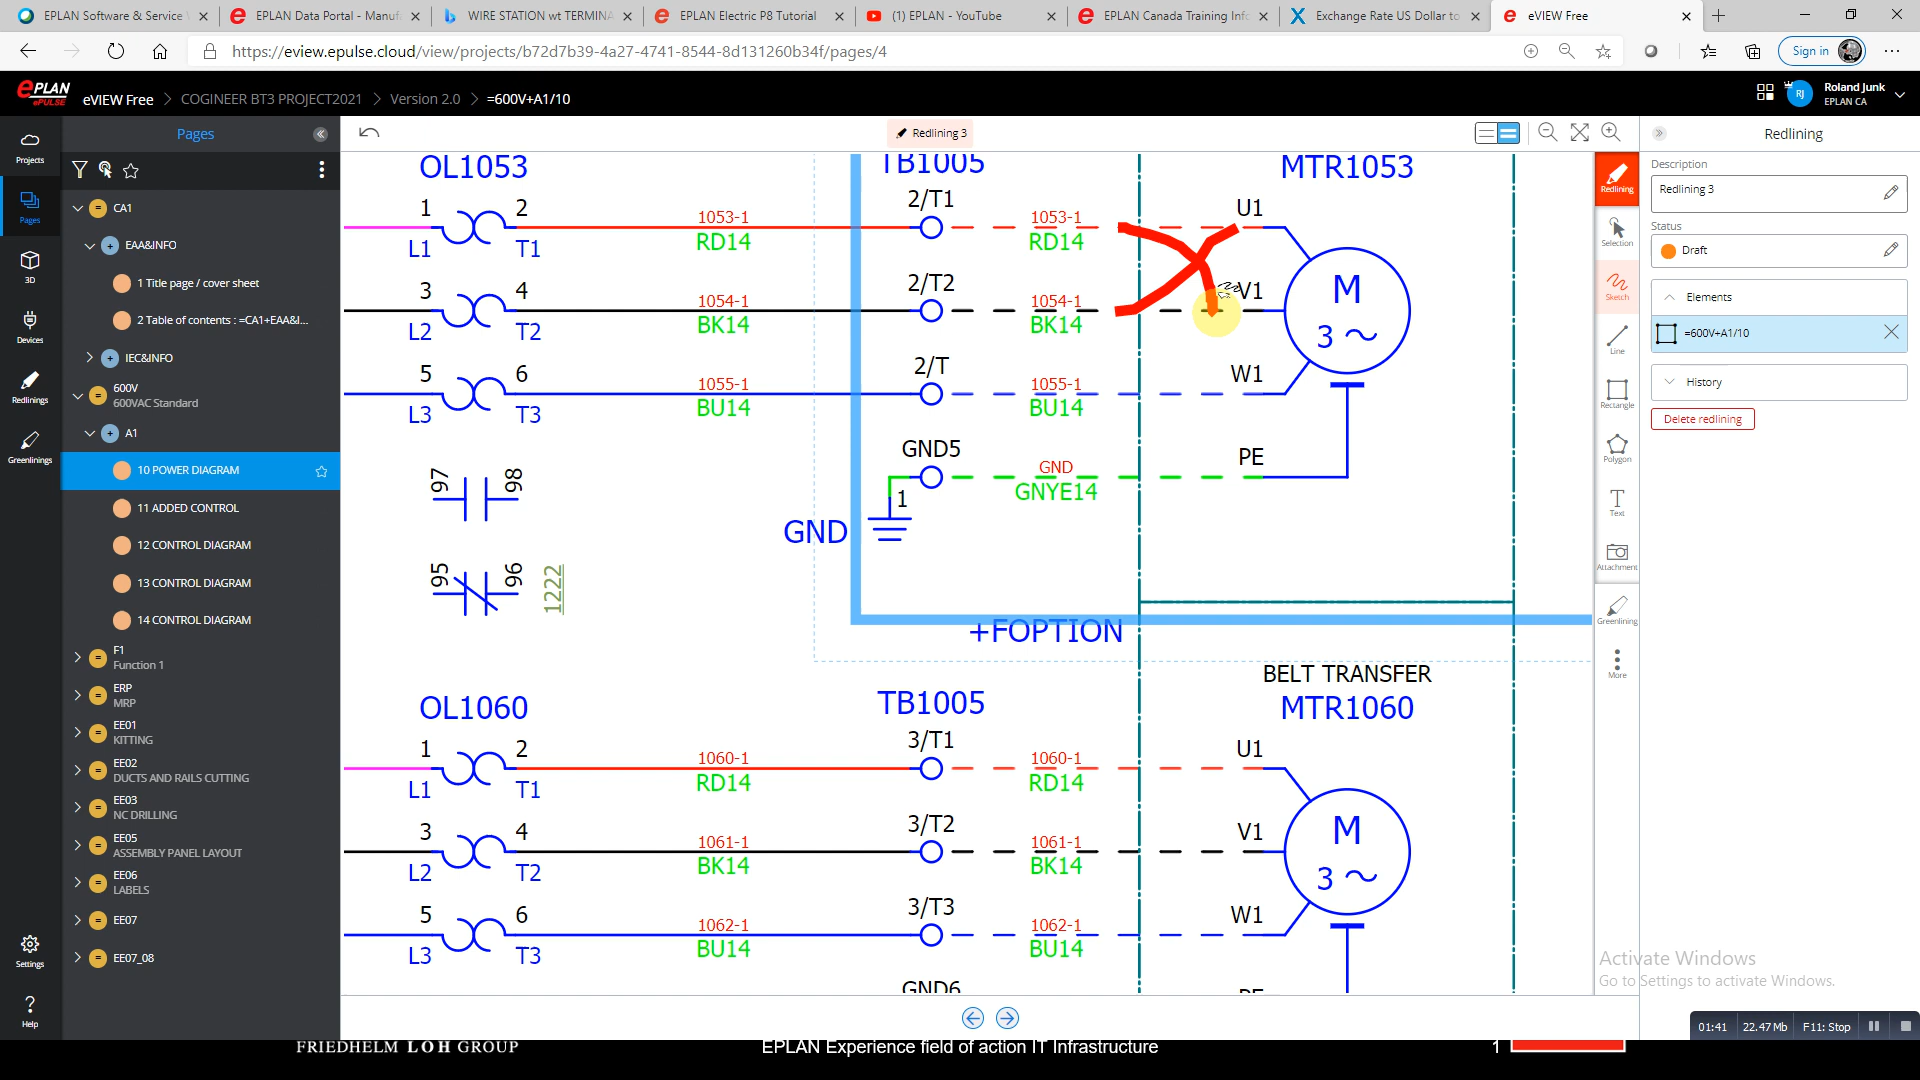 EPLAN Software & Service
EPLAN Data Portal - Manuf
WIRE STATION wt TERMINA
EPLAN Electric P8 Tutorial
(1) EPLAN - YouTube
EPLAN Canada Training Info
Exchange Rate US Dollar to
eVIEW Free
https://eview.epulse.cloud/view/projects/b72d7b39-4a27-4741-8544-8d131260b34f/pages/4
Sign in
ePLAN
ePULSE
eVIEW Free > COGINEER BT3 PROJECT2021 > Version 2.0 > =600V+A1/10
RJ
Roland Junk
EPLAN CA
Projects
Pages
3D
Devices
Redlinings
Greenlinings
Settings
Help
Pages
CA1
EAA&INFO
1 Title page / cover sheet
2 Table of contents : =CA1+EAA&I...
IEC&INFO
600V
600VAC Standard
A1
10 POWER DIAGRAM
11 ADDED CONTROL
12 CONTROL DIAGRAM
13 CONTROL DIAGRAM
14 CONTROL DIAGRAM
F1
Function 1
ERP
MRP
EE01
KITTING
EE02
DUCTS AND RAILS CUTTING
EE03
NC DRILLING
EE05
ASSEMBLY PANEL LAYOUT
EE06
LABELS
EE07
EE07_08
Redlining 3
OL1053 TB1005 MTR1053
1 2 1053-1 2/T1 1053-1 U1
L1 T1 RD14 RD14
3 4 1054-1 2/T2 1054-1 V1
L2 T2 BK14 BK14
M
3
5 6 1055-1 2/T 1055-1 W1
L3 T3 BU14 BU14
GND5 GND PE
1 GNYE14
GND
97 98
95 96 1222
+FOPTION
BELT TRANSFER
OL1060 TB1005 MTR1060
1 2 1060-1 3/T1 1060-1 U1
L1 T1 RD14 RD14
3 4 1061-1 3/T2 1061-1 V1
L2 T2 BK14 BK14
M
3
5 6 1062-1 3/T3 1062-1 W1
L3 T3 BU14 BU14
GND6 PE
Redlining
Selection
Sketch
Line
Rectangle
Polygon
Text
Attachment
Greenlining
More
Redlining
Description
Redlining 3
Status
Draft
Elements
=600V+A1/10
History
Delete redlining
Activate Windows
Go to Settings to activate Windows.
01:41 22.47Mb F11: Stop
FRIEDHELM LOH GROUP
EPLAN Experience field of action IT Infrastructure
1